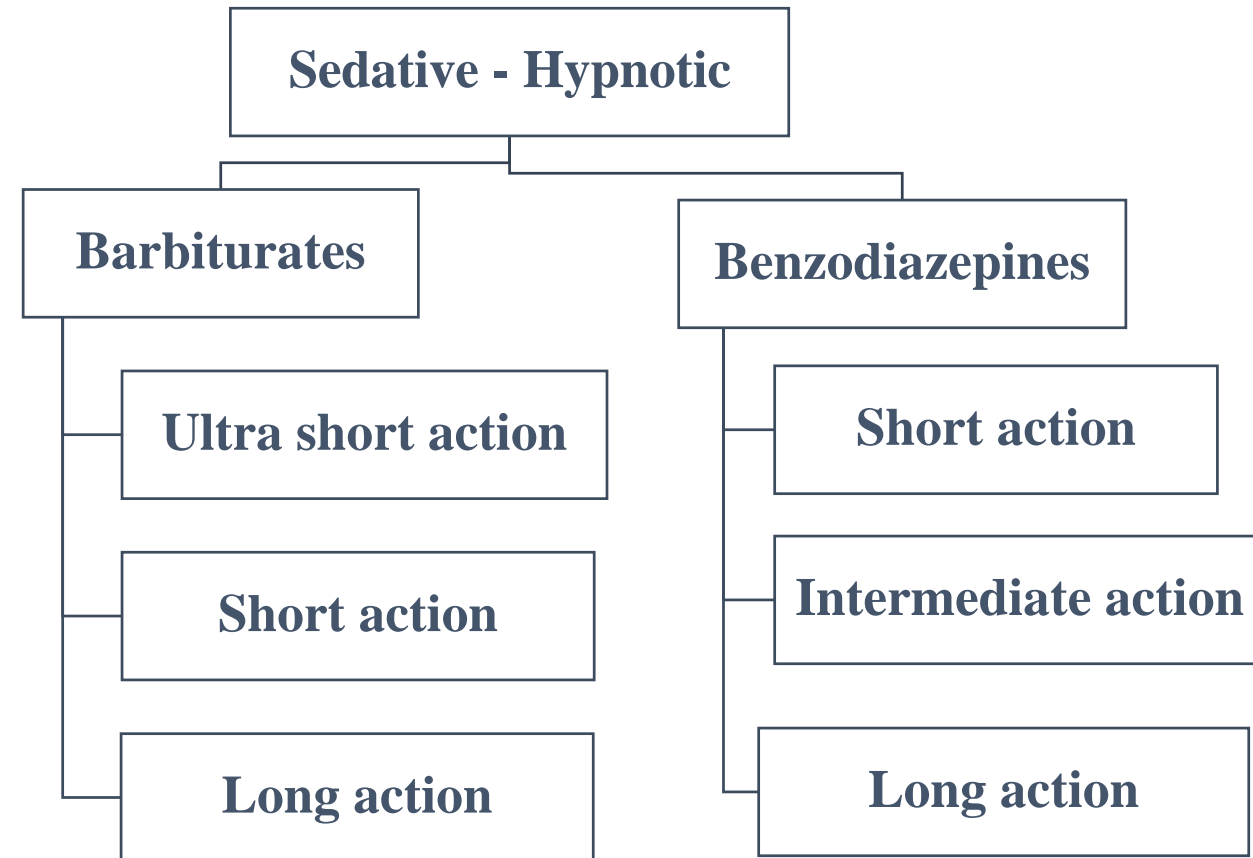 Sedative - Hypnotic
Barbiturates
Ultra short action
Short action
Long action
Benzodiazepines
Short action
Intermediate action
Long action